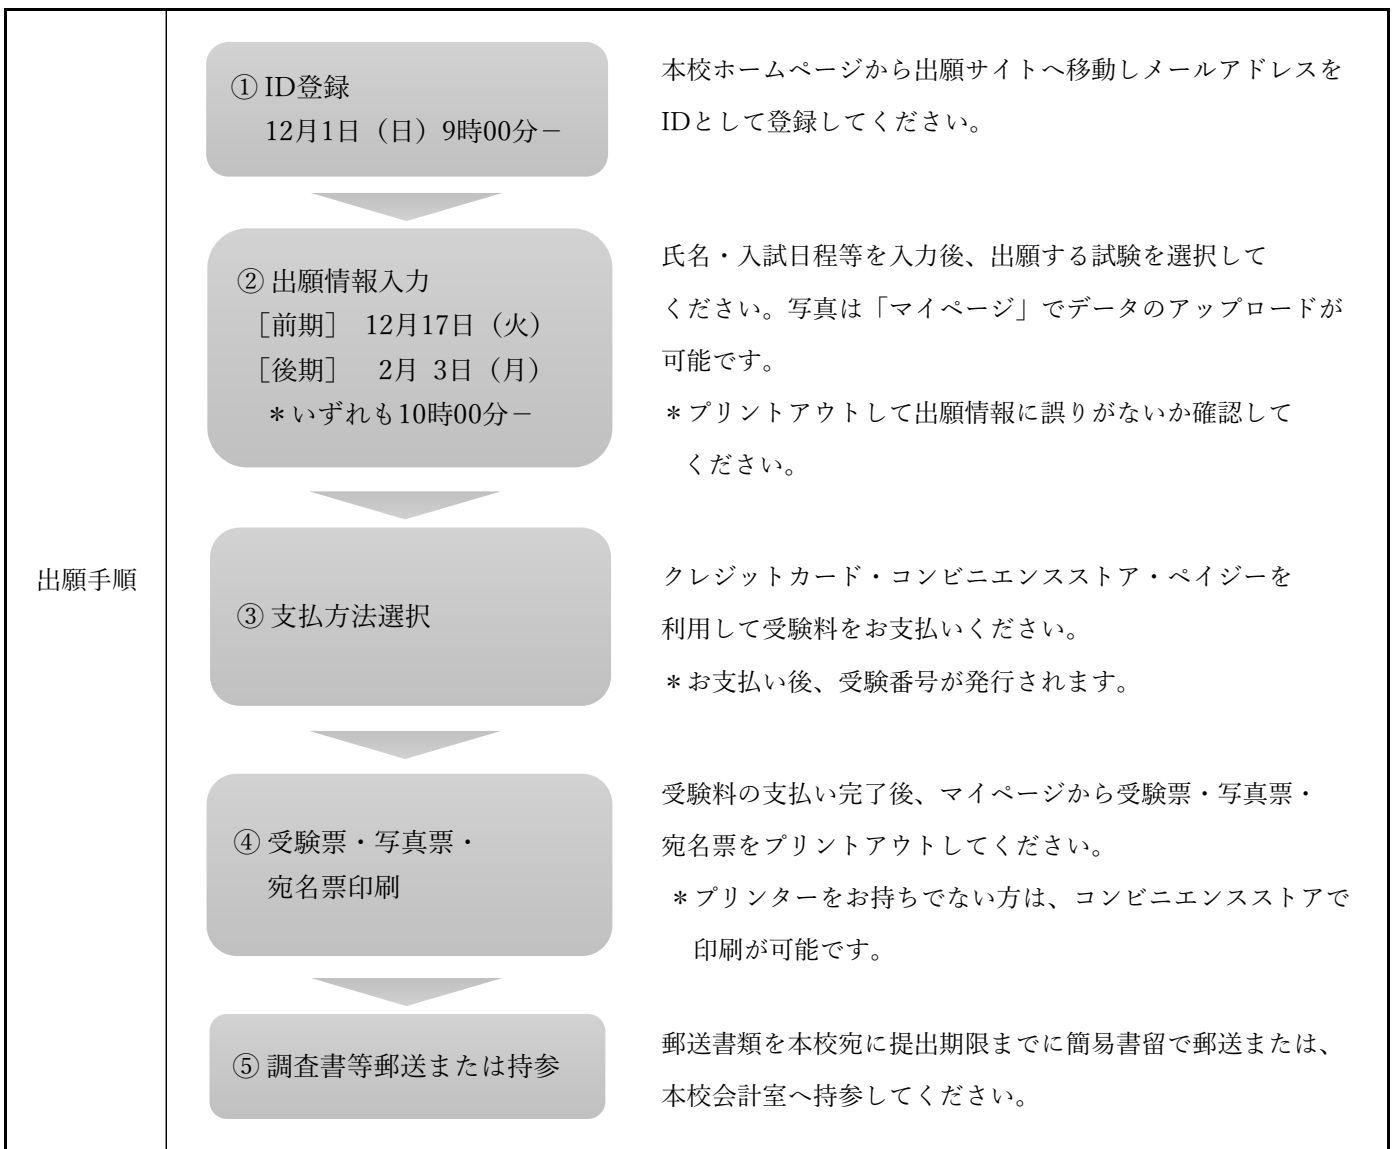 出願手順
① ID登録
12月1日（日）9時00分－
本校ホームページから出願サイトへ移動しメールアドレスを
IDとして登録してください。
② 出願情報入力
［前期］ 12月17日（火）
［後期］ 2月 3日（月）
＊いずれも10時00分－
氏名・入試日程等を入力後、出願する試験を選択して
ください。写真は「マイページ」でデータのアップロードが
可能です。
＊プリントアウトして出願情報に誤りがないか確認して
ください。
③ 支払方法選択
クレジットカード・コンビニエンスストア・ペイジーを
利用して受験料をお支払いください。
＊お支払い後、受験番号が発行されます。
④ 受験票・写真票・
宛名票印刷
受験料の支払い完了後、マイページから受験票・写真票・
宛名票をプリントアウトしてください。
＊プリンターをお持ちでない方は、コンビニエンスストアで
印刷が可能です。
⑤ 調査書等郵送または持参
郵送書類を本校宛に提出期限までに簡易書留で郵送または、
本校会計室へ持参してください。